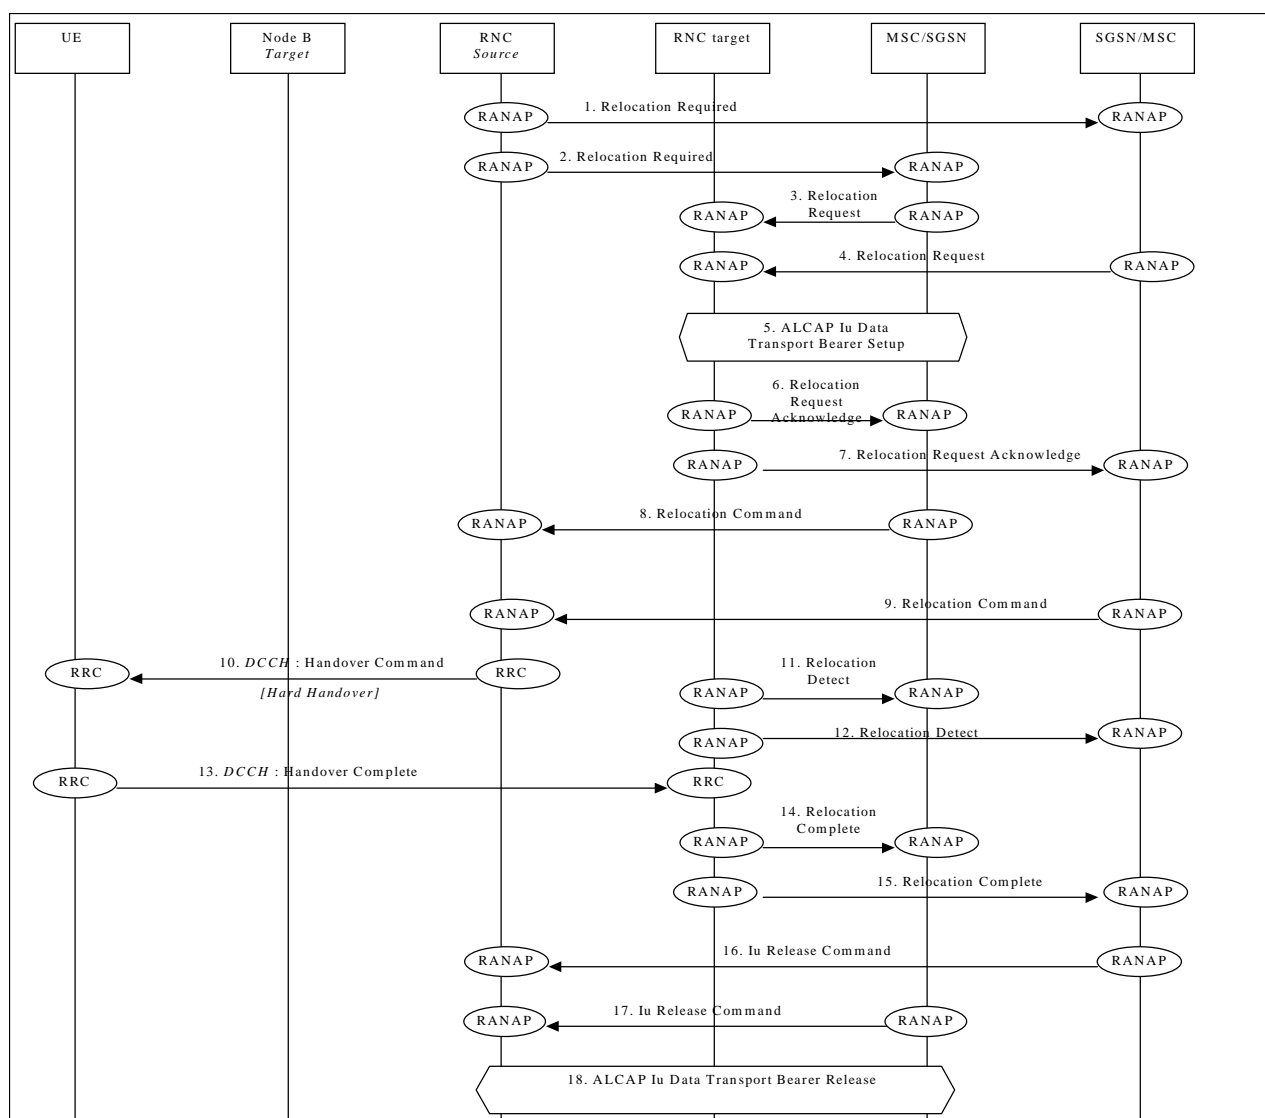 UE
Node B
Target
RNC
Source
RNC target
MSC/SGSN
SGSN/MSC
RANAP
1. Relocation Required
RANAP
RANAP
2. Relocation Required
RANAP
RANAP
3. Relocation
Request
RANAP
RANAP
4. Relocation Request
RANAP
5. ALCAP Iu Data
Transport Bearer Setup
RANAP
6. Relocation
Request
Acknowledge
RANAP
RANAP
7. Relocation Request Acknowledge
RANAP
RANAP
8. Relocation Command
RANAP
RANAP
9. Relocation Command
RANAP
RRC
10. DCCH : Handover Command
[Hard Handover]
RRC
RANAP
11. Relocation
Detect
RANAP
RANAP
12. Relocation Detect
RANAP
RRC
13. DCCH : Handover Complete
RRC
RANAP
14. Relocation
Complete
RANAP
RANAP
15. Relocation Complete
RANAP
RANAP
16. Iu Release Command
RANAP
RANAP
17. Iu Release Command
RANAP
18. ALCAP Iu Data Transport Bearer Release